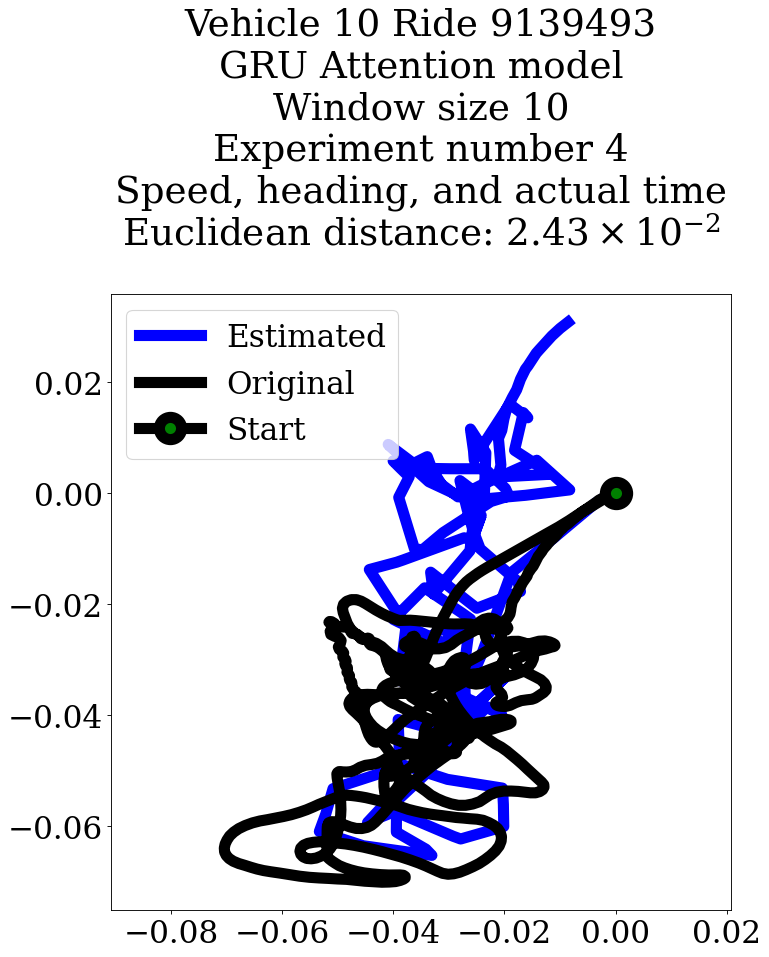 Vehicle 10 Ride 9139493
GRU Attention model
Window size 10
Experiment number 4
Speed, heading, and actual time
Euclidean distance: 2.43 × 10⁻²
Estimated
Original
Start
0.02
0.00
−0.02
−0.04
−0.06
−0.08 −0.06 −0.04 −0.02 0.00 0.02